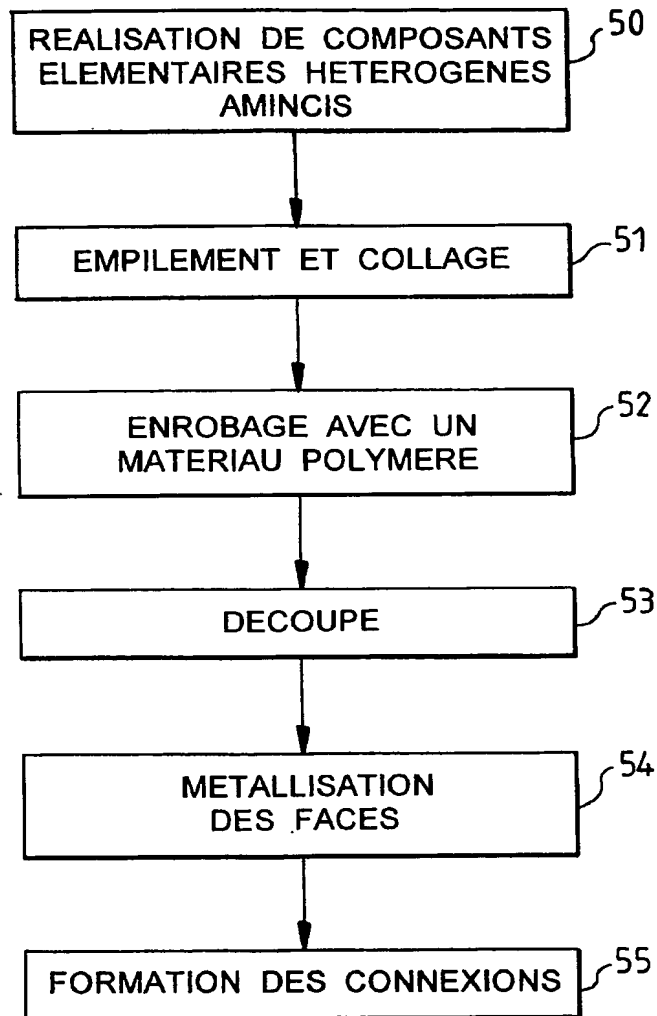 50
REALISATION DE COMPOSANTS
ELEMENTAIRES HETEROGENES
AMINCIS
51
EMPILEMENT ET COLLAGE
52
ENROBAGE AVEC UN
MATERIAU POLYMERE
53
DECOUPE
54
METALLISATION
DES FACES
55
FORMATION DES CONNEXIONS